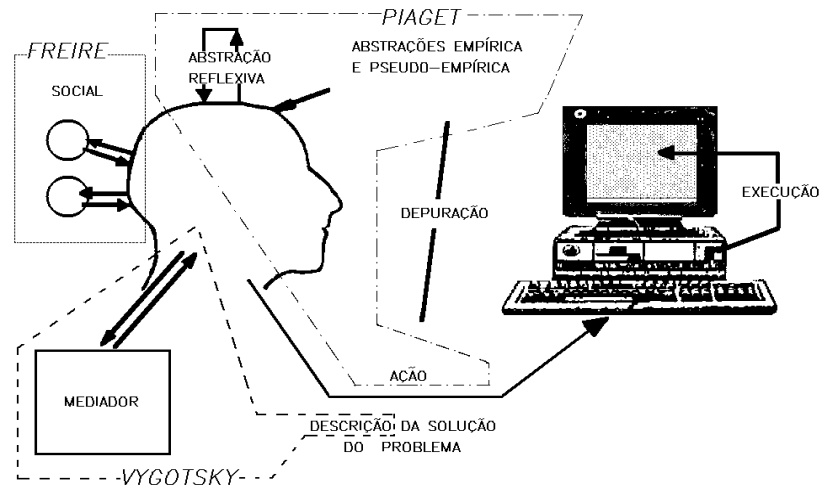 PIAGET
FREIRE
SOCIAL
ABSTRAÇÃO
REFLEXIVA
ABSTRAÇÕES EMPÍRICA
E PSEUDO-EMPÍRICA
DEPURAÇÃO
EXECUÇÃO
MEDIADOR
AÇÃO
DESCRIÇÃO DA SOLUÇÃO
DO PROBLEMA
VYGOTSKY